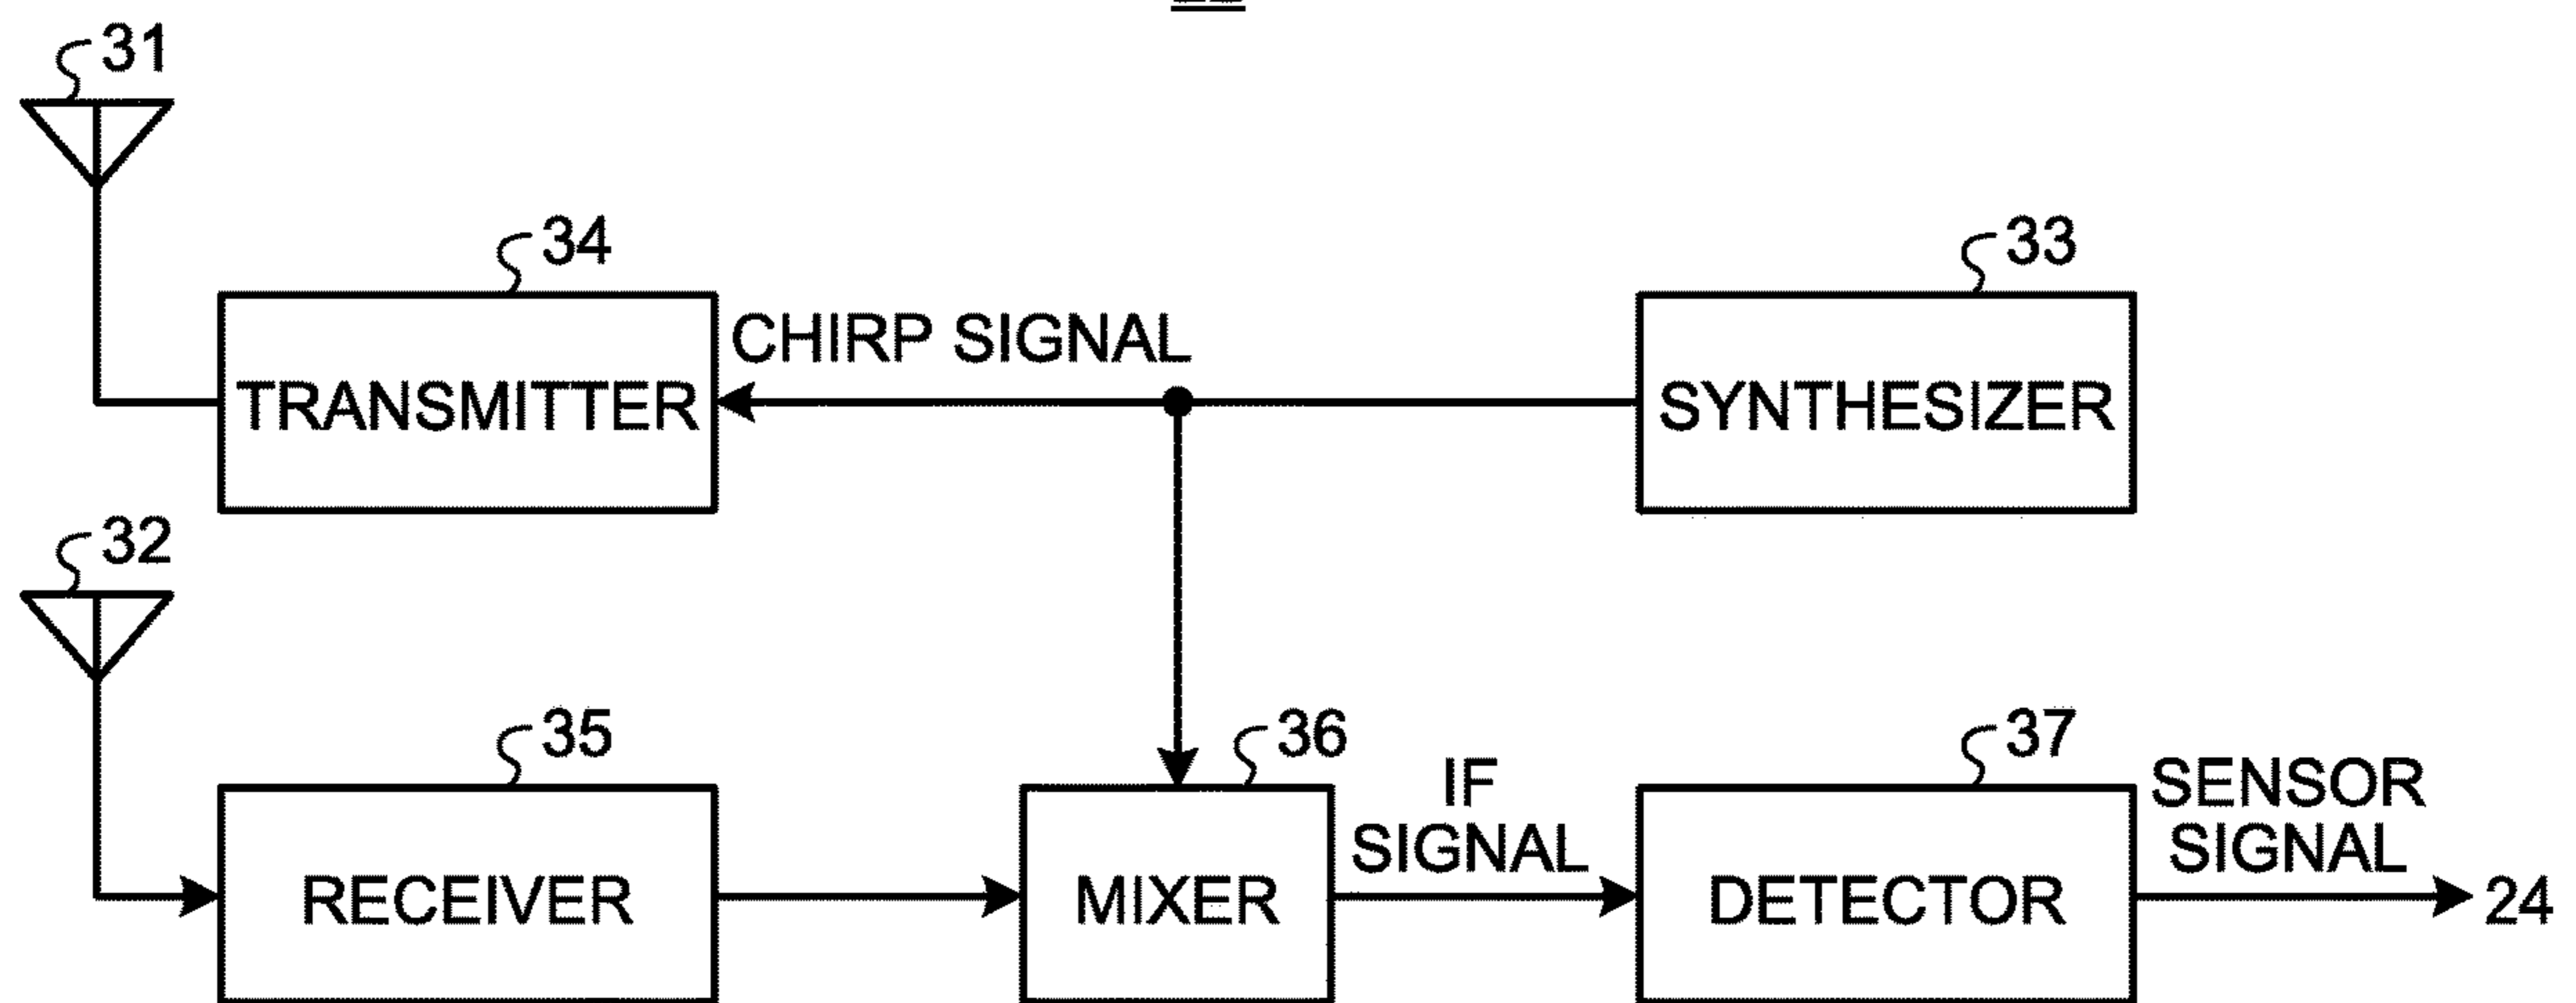 31
34
33
CHIRP SIGNAL
TRANSMITTER
SYNTHESIZER
32
35
36
37
IF
SIGNAL
SENSOR
SIGNAL
RECEIVER
MIXER
DETECTOR
24